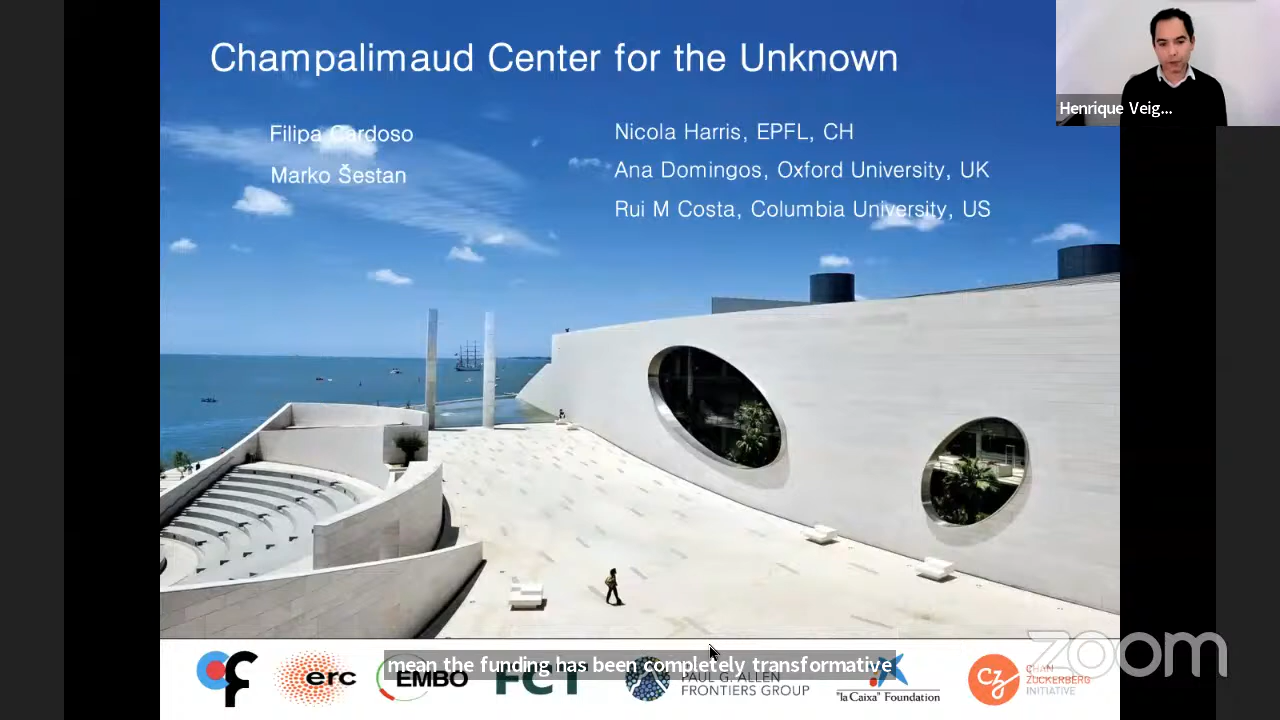 Champalimaud Center for the Unknown
Henrique Veig...
Filipa Cardoso
Marko Šestan
Nicola Harris, EPFL, CH
Ana Domingos, Oxford University, UK
Rui M Costa, Columbia University, US
zoom
mean the funding has been completely transformative
cf
erc
EMBO
FCT
PAUL G. ALLEN
FRONTIERS GROUP
"la Caixa" Foundation
cz
CHAN
ZUCKERBERG
INITIATIVE